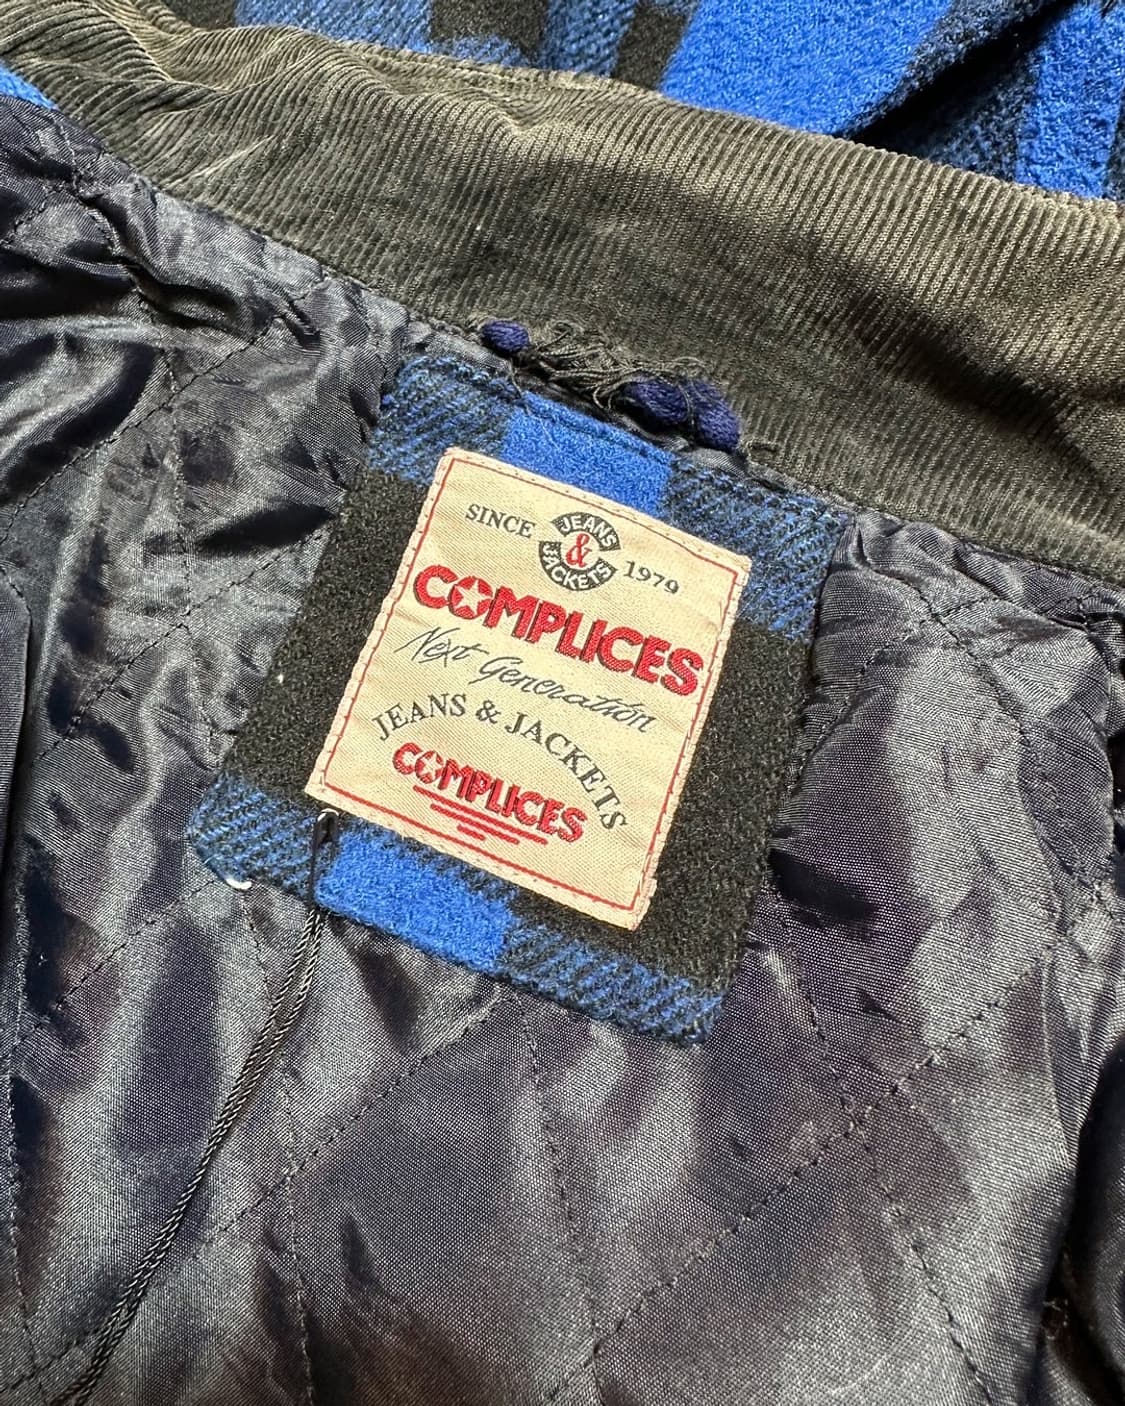 SINCE JEANS & JACKETS 1979
COMPLICES
Next Generation
JEANS & JACKETS
COMPLICES